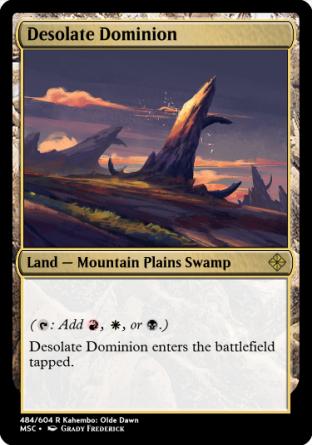 Desolate Dominion
Land — Mountain Plains Swamp
(: Add , , or .)
Desolate Dominion enters the battlefield
tapped.
484/604 R Kahembo: Olde Dawn
MSC • Grady Frederick